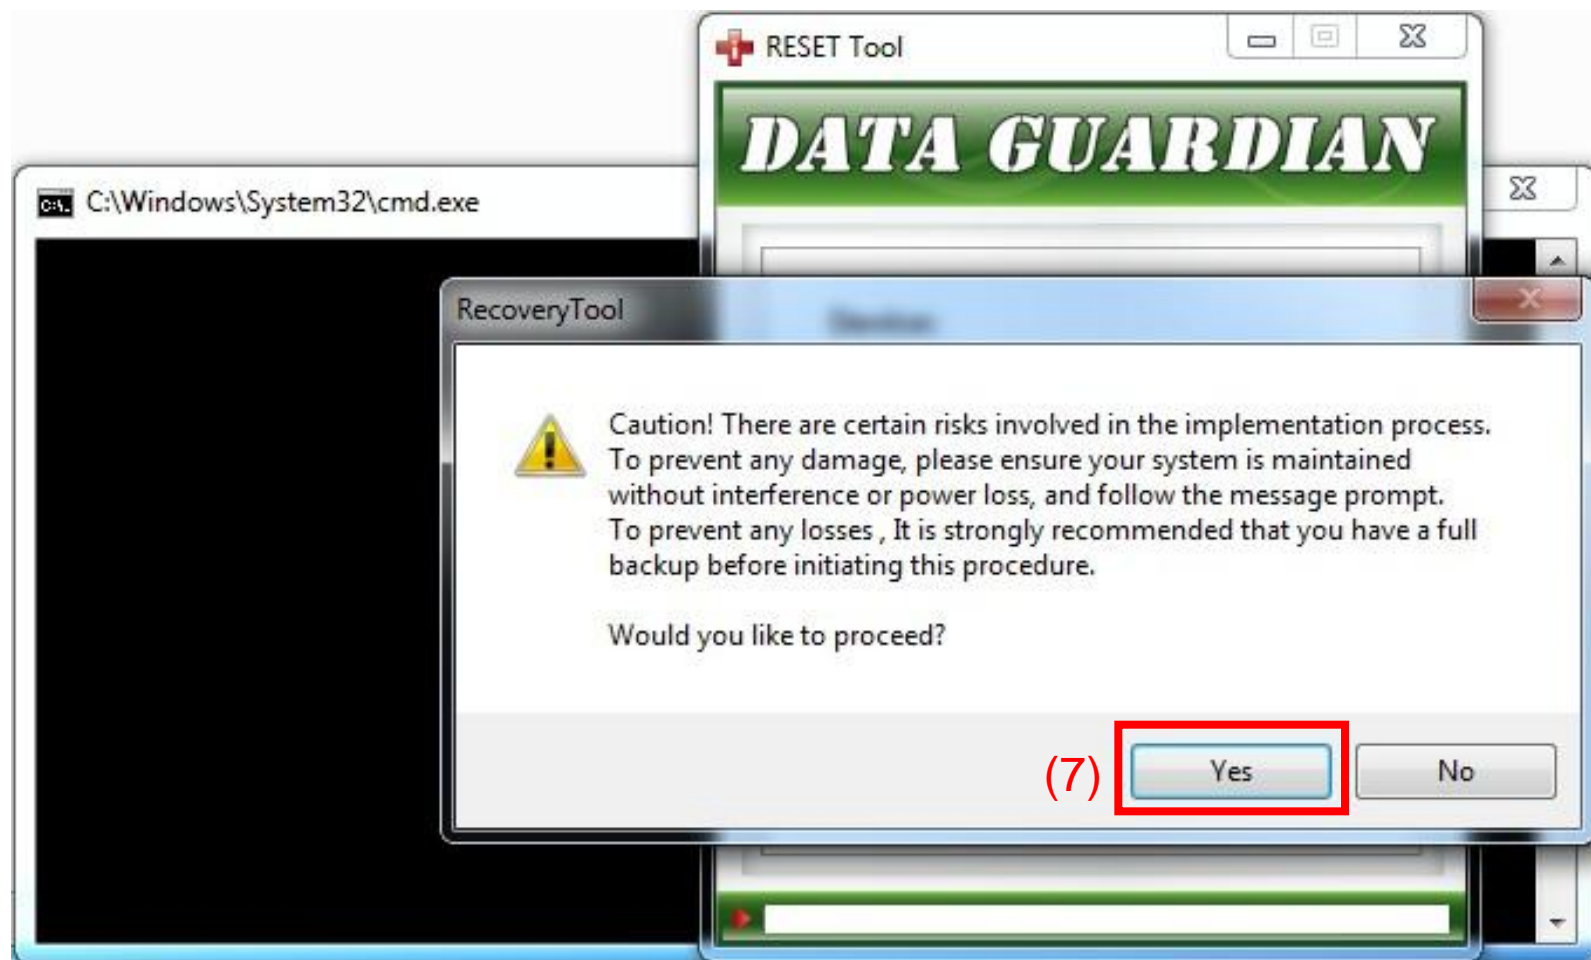 RESET Tool
DATA GUARDIAN
C:\Windows\System32\cmd.exe
RecoveryTool
Caution! There are certain risks involved in the implementation process.
To prevent any damage, please ensure your system is maintained
without interference or power loss, and follow the message prompt.
To prevent any losses , It is strongly recommended that you have a full
backup before initiating this procedure.
Would you like to proceed?
(7) Yes No